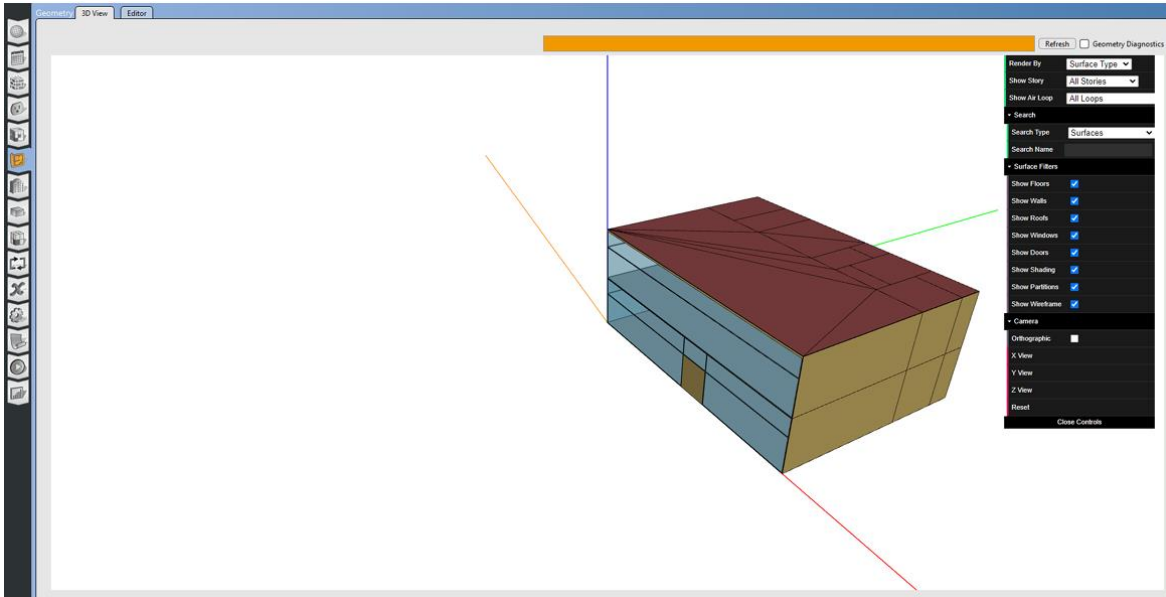 Geometry 3D View Editor
Refresh Geometry Diagnostics
Render By Surface Type
Show Story All Stories
Show Air Loop All Loops
Search
Search Type Surfaces
Search Name
Surface Filters
Show Floors
Show Walls
Show Roofs
Show Windows
Show Doors
Show Shading
Show Partitions
Show Wireframe
Camera
Orthographic
X View
Y View
Z View
Reset
Close Controls